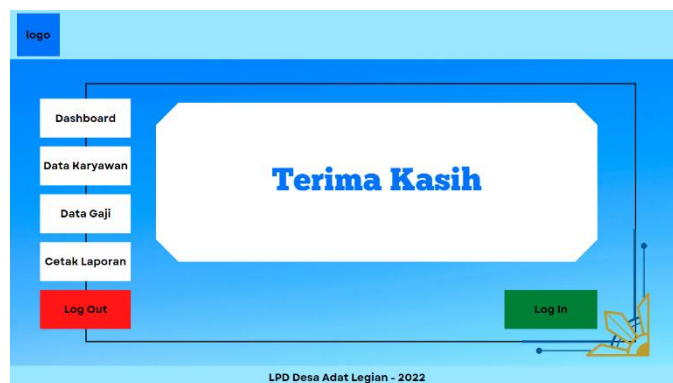 logo
Dashboard
Data Karyawan
Data Gaji
Cetak Laporan
Log Out
Terima Kasih
Log In
LPD Desa Adat Legian - 2022